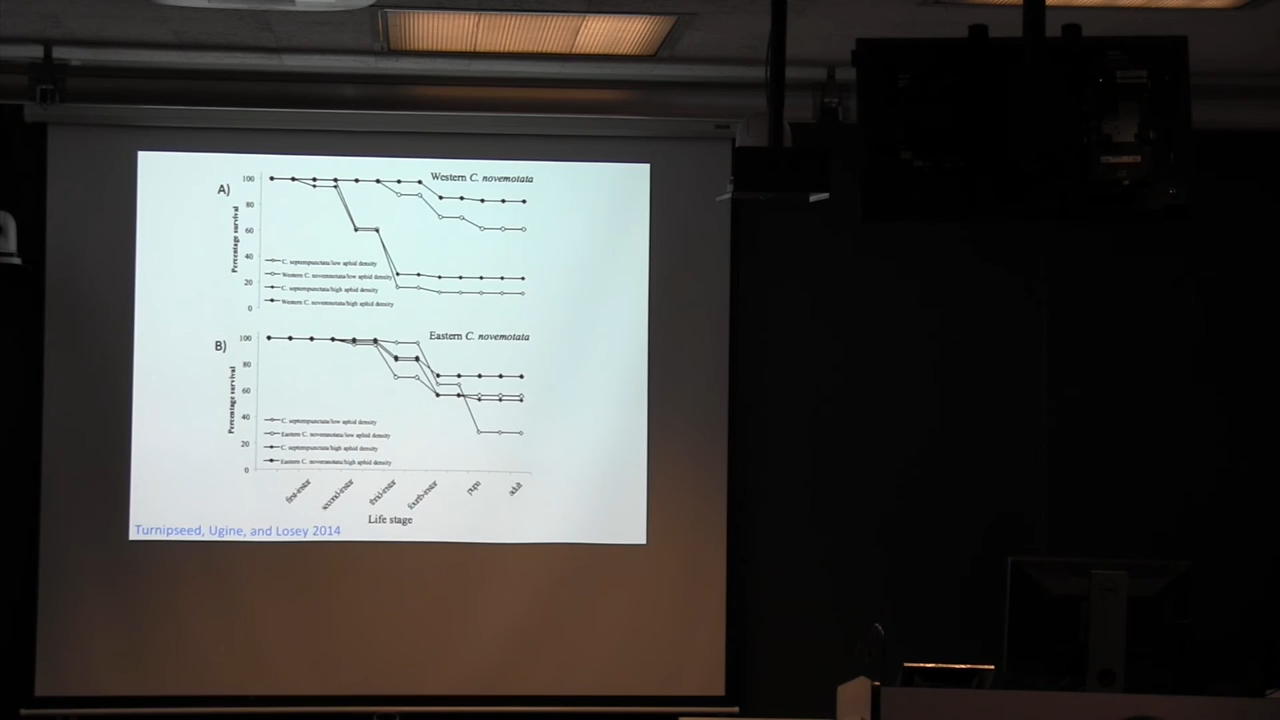 Western C. novemotata
A)
100
80
60
40
20
0
Percentage survival
C. septempunctata/low aphid density
Western C. novemnotata/low aphid density
C. septempunctata/high aphid density
Western C. novemnotata/high aphid density
Eastern C. novemotata
B)
100
80
60
40
20
0
Percentage survival
C. septempunctata/low aphid density
Eastern C. novemnotata/low aphid density
C. septempunctata/high aphid density
Eastern C. novemnotata/high aphid density
first-instar
second-instar
third-instar
fourth-instar
pupa
adult
Life stage
Turnipseed, Ugine, and Losey 2014